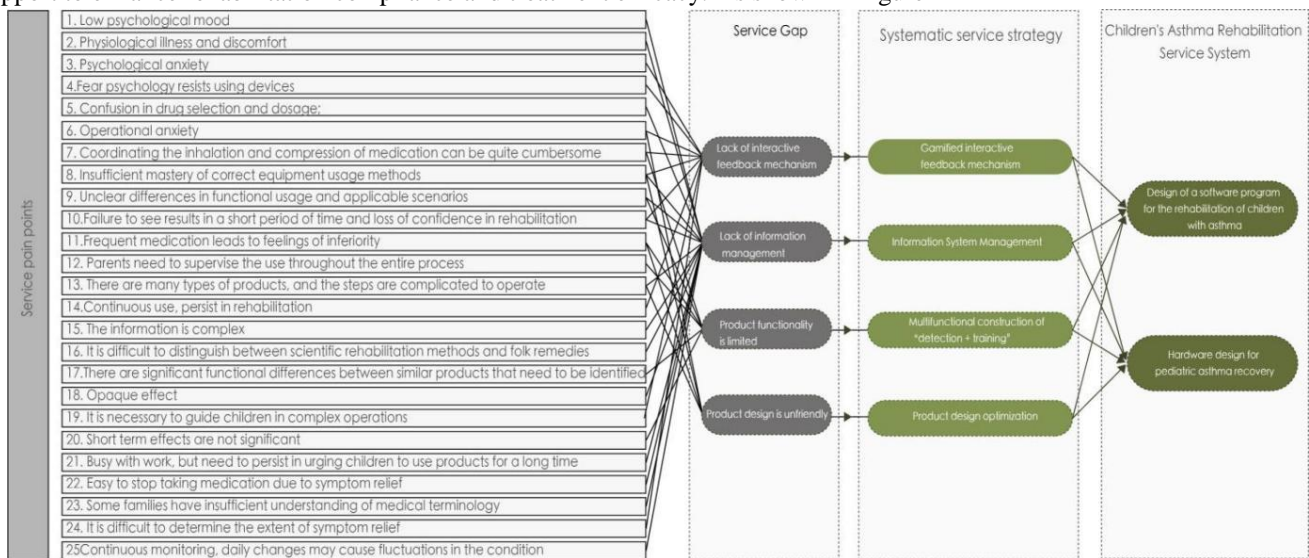 Service pain points
1. Low psychological mood
2. Physiological illness and discomfort
3. Psychological anxiety
4.Fear psychology resists using devices
5. Confusion in drug selection and dosage;
6. Operational anxiety
7. Coordinating the inhalation and compression of medication can be quite cumbersome
8. Insufficient mastery of correct equipment usage methods
9. Unclear differences in functional usage and applicable scenarios
10.Failure to see results in a short period of time and loss of confidence in rehabilitation
11.Frequent medication leads to feelings of inferiority
12. Parents need to supervise the use throughout the entire process
13. There are many types of products, and the steps are complicated to operate
14.Continuous use, persist in rehabilitation
15. The information is complex
16. It is difficult to distinguish between scientific rehabilitation methods and folk remedies
17.There are significant functional differences between similar products that need to be identified
18. Opaque effect
19. It is necessary to guide children in complex operations
20. Short term effects are not significant
21. Busy with work, but need to persist in urging children to use products for a long time
22. Easy to stop taking medication due to symptom relief
23. Some families have insufficient understanding of medical terminology
24. It is difficult to determine the extent of symptom relief
25Continuous monitoring, daily changes may cause fluctuations in the condition
Service Gap
Lack of interactive
feedback mechanism
Lack of information
management
Product functionality
is limited
Product design is unfriendly
Systematic service strategy
Gamified interactive
feedback mechanism
Information System Management
Multifunctional construction of
"detection + training"
Product design optimization
Children's Asthma Rehabilitation
Service System
Design of a software program
for the rehabilitation of children
with asthma
Hardware design for
pediatric asthma recovery